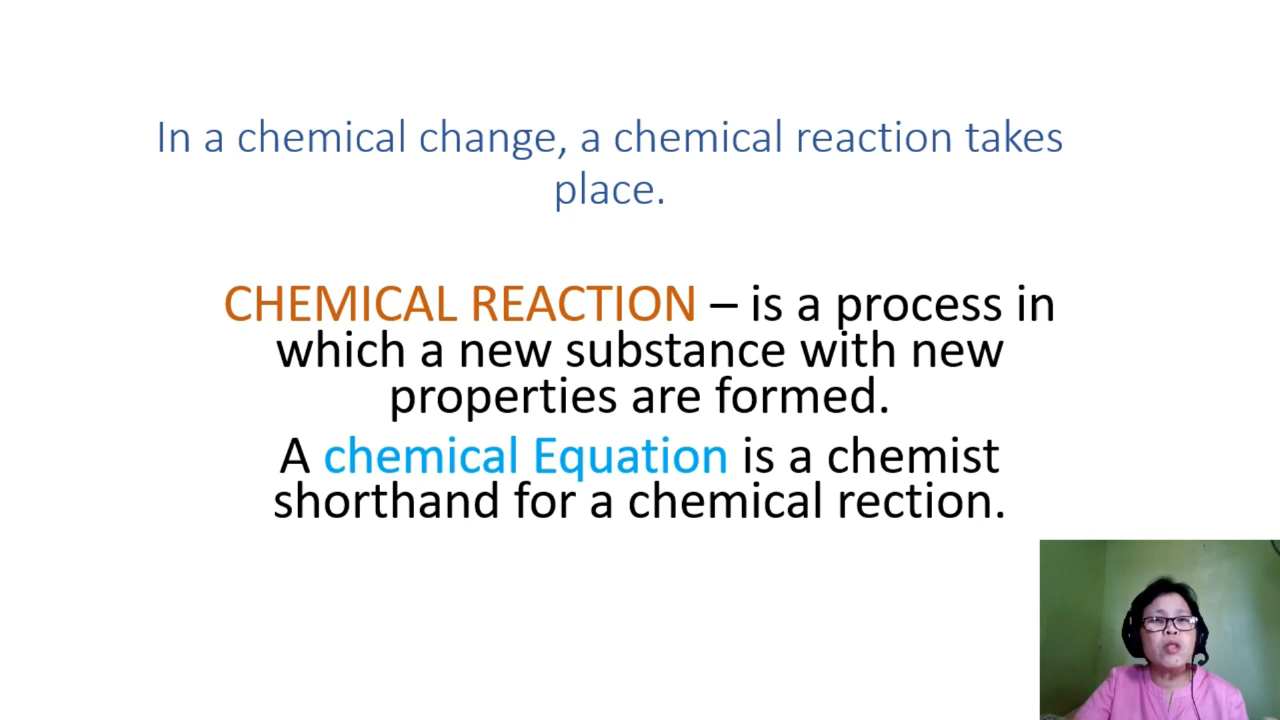 In a chemical change, a chemical reaction takes
place.
CHEMICAL REACTION – is a process in
which a new substance with new
properties are formed.
A chemical Equation is a chemist
shorthand for a chemical rection.